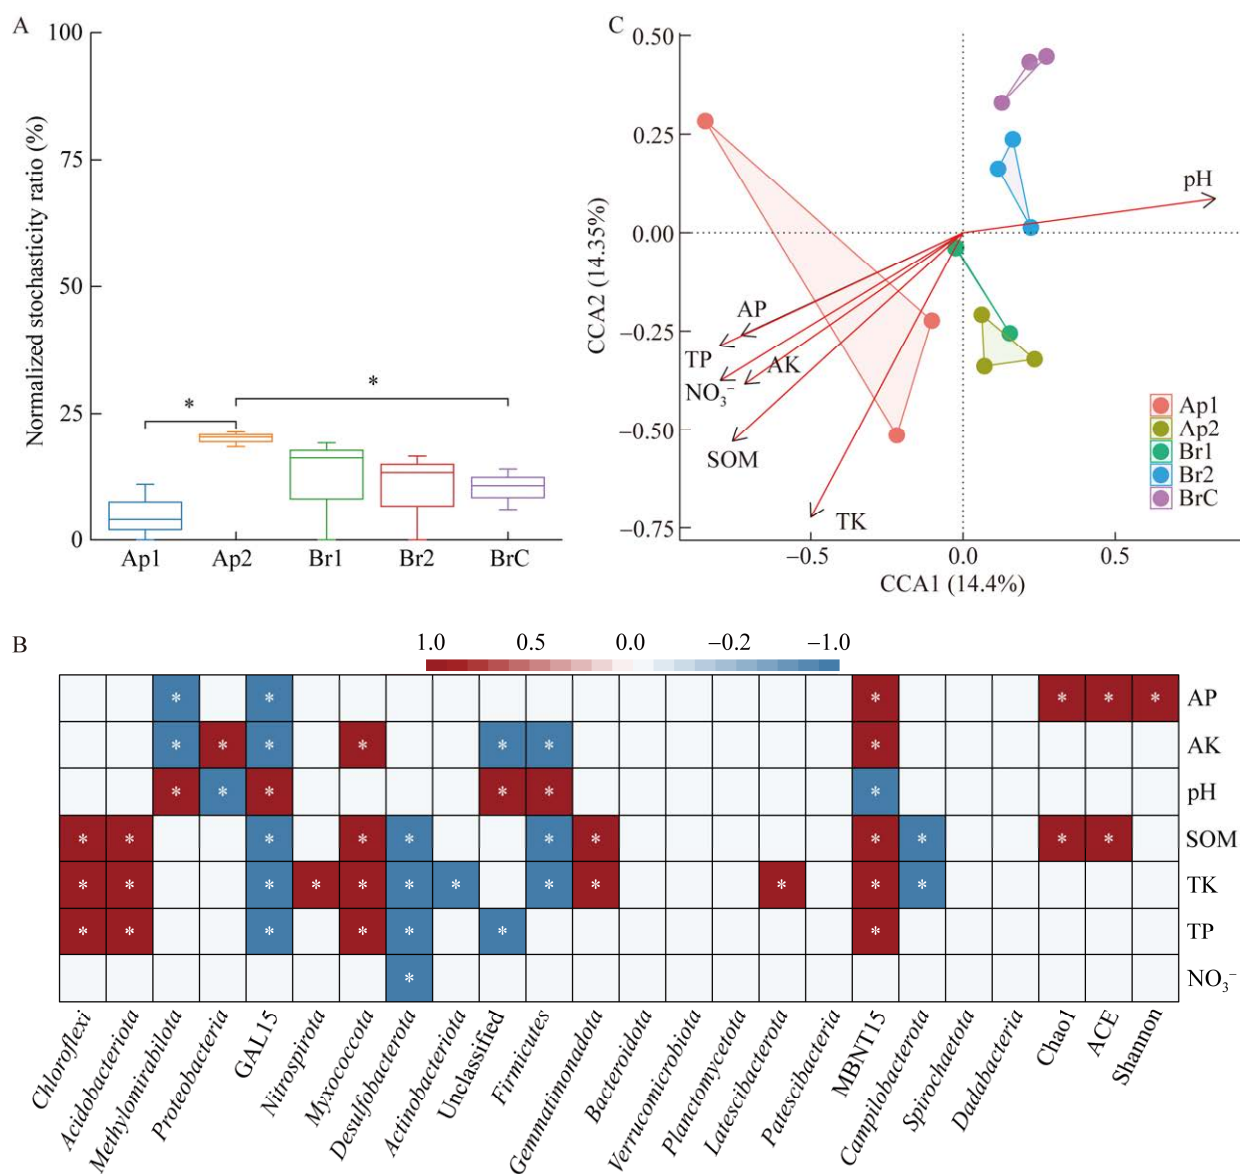 A
Normalized stochasticity ratio (%)
100
75
50
25
0
*
*
Ap1 Ap2 Br1 Br2 BrC
C
CCA2 (14.35%)
0.50
0.25
0.00
−0.25
−0.50
−0.75
pH
AP
TP
AK
NO₃⁻
SOM
TK
Ap1
Ap2
Br1
Br2
BrC
−0.5 0.0 0.5
CCA1 (14.4%)
B
1.0 0.5 0.0 −0.2 −1.0
* * * * * * AP
* * * * * * * AK
* * * * * * pH
* * * * * * * * * * * SOM
* * * * * * * * * * * * TK
* * * * * * * TP
* NO₃⁻
Chloroflexi
Acidobacteriota
Methylomirabilota
Proteobacteria
GAL15
Nitrospirota
Myxococcota
Desulfobacterota
Actinobacteriota
Unclassified
Firmicutes
Gemmatimonadota
Bacteroidota
Verrucomicrobiota
Planctomycetota
Latescibacterota
Patescibacteria
MBNT15
Campilobacterota
Spirochaetota
Dadabacteria
Chao1
ACE
Shannon